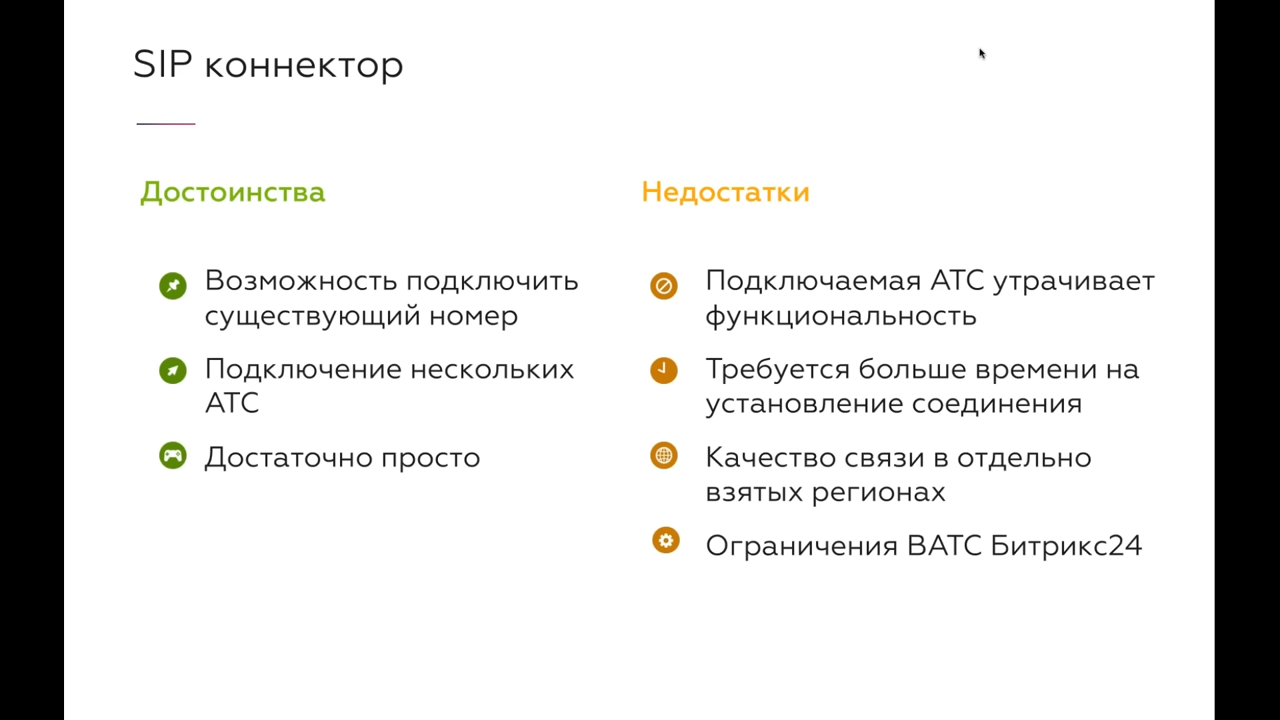 SIP коннектор
Достоинства
Возможность подключить
существующий номер
Подключение нескольких
АТС
Достаточно просто
Недостатки
Подключаемая АТС утрачивает
функциональность
Требуется больше времени на
установление соединения
Качество связи в отдельно
взятых регионах
Ограничения ВАТС Битрикс24